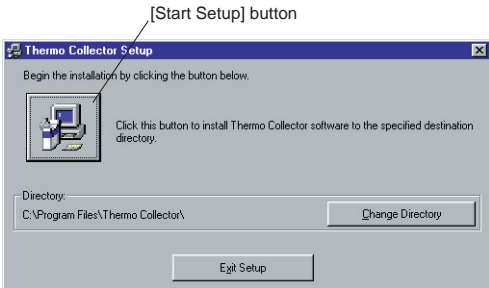 [Start Setup] button
Thermo Collector Setup
Begin the installation by clicking the button below.
Click this button to install Thermo Collector software to the specified destination
directory.
Directory:
C:\Program Files\Thermo Collector\
Change Directory
Exit Setup